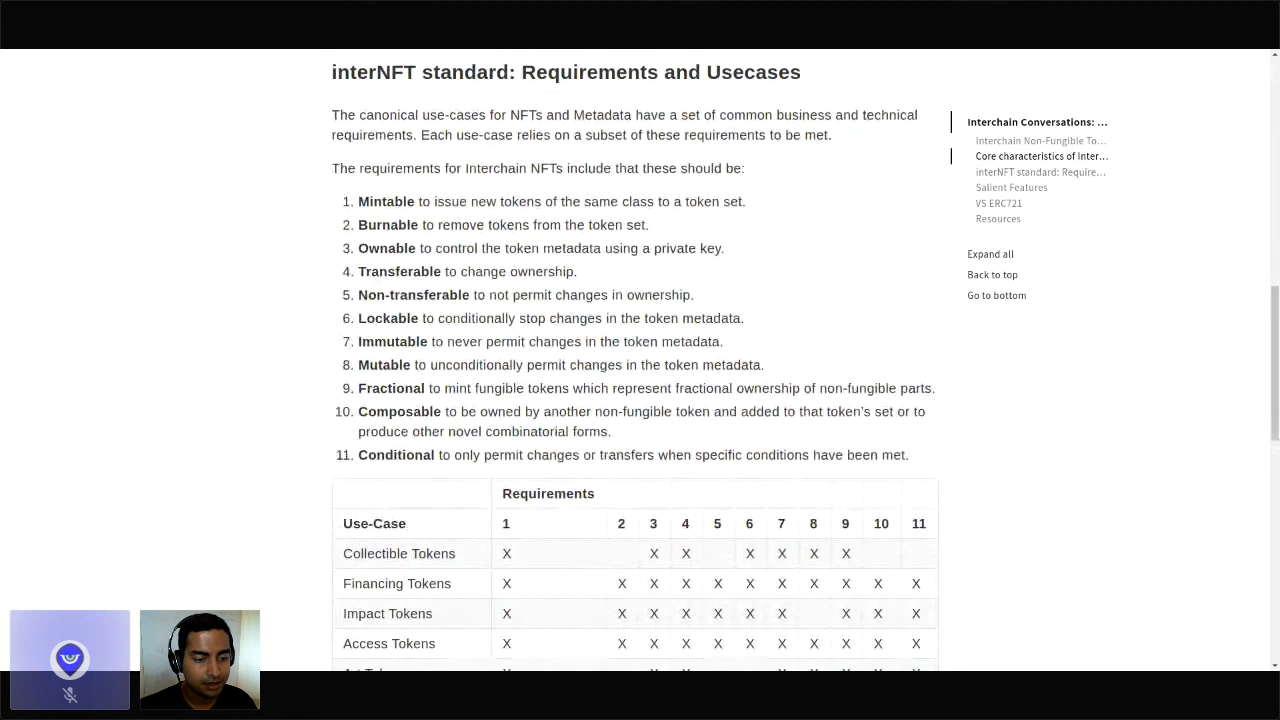 interNFT standard: Requirements and Usecases
The canonical use-cases for NFTs and Metadata have a set of common business and technical
requirements. Each use-case relies on a subset of these requirements to be met.
The requirements for Interchain NFTs include that these should be:
1. Mintable to issue new tokens of the same class to a token set.
2. Burnable to remove tokens from the token set.
3. Ownable to control the token metadata using a private key.
4. Transferable to change ownership.
5. Non-transferable to not permit changes in ownership.
6. Lockable to conditionally stop changes in the token metadata.
7. Immutable to never permit changes in the token metadata.
8. Mutable to unconditionally permit changes in the token metadata.
9. Fractional to mint fungible tokens which represent fractional ownership of non-fungible parts.
10. Composable to be owned by another non-fungible token and added to that token's set or to
produce other novel combinatorial forms.
11. Conditional to only permit changes or transfers when specific conditions have been met.
Requirements
Use-Case 1 2 3 4 5 6 7 8 9 10 11
Collectible Tokens X X X X X X X
Financing Tokens X X X X X X X X X X X
Impact Tokens X X X X X X X X X X
Access Tokens X X X X X X X X X X X
Interchain Conversations: ...
Interchain Non-Fungible To...
Core characteristics of Inter...
interNFT standard: Require...
Salient Features
VS ERC721
Resources
Expand all
Back to top
Go to bottom